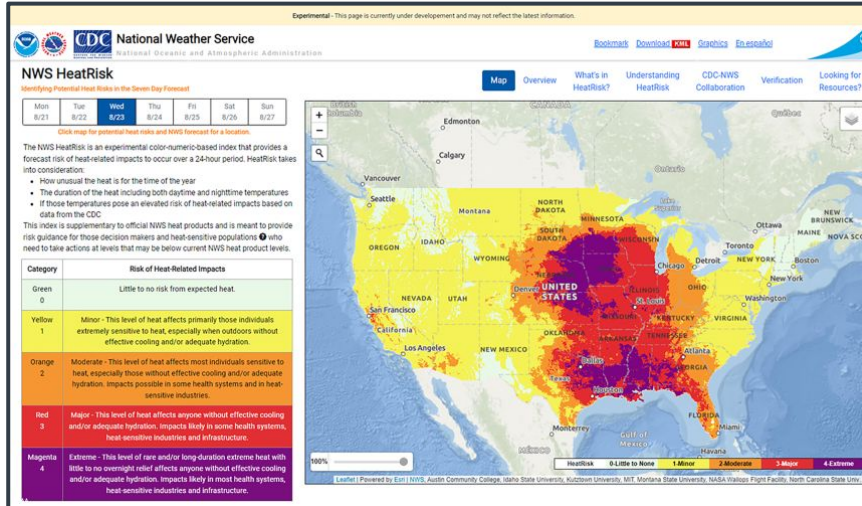 Experimental - This page is currently under developement and may not reflect the latest information.
CDC
National Weather Service
National Oceanic and Atmospheric Administration
Bookmark Download KML Graphics En español
NWS HeatRisk
Identifying Potential Heat Risks in the Seven Day Forecast
Map
Overview
What's in
HeatRisk?
Understanding
HeatRisk
CDC-NWS
Collaboration
Verification
Looking for
Resources?
Mon Tue Wed Thu Fri Sat Sun
8/21 8/22 8/23 8/24 8/25 8/26 8/27
Click map for potential heat risks and NWS forecast for a location.
The NWS HeatRisk is an experimental color-numeric-based index that provides a
forecast risk of heat-related impacts to occur over a 24-hour period. HeatRisk takes
into consideration:
• How unusual the heat is for the time of the year
• The duration of the heat including both daytime and nighttime temperatures
• If those temperatures pose an elevated risk of heat-related impacts based on
data from the CDC
This index is supplementary to official NWS heat products and is meant to provide
risk guidance for those decision makers and heat-sensitive populations ? who
need to take actions at levels that may be below current NWS heat product levels.
Category Risk of Heat-Related Impacts
Green
0
Little to no risk from expected heat.
Yellow
1
Minor - This level of heat affects primarily those individuals
extremely sensitive to heat, especially when outdoors without
effective cooling and/or adequate hydration.
Orange
2
Moderate - This level of heat affects most individuals sensitive to
heat, especially those without effective cooling and/or adequate
hydration. Impacts possible in some health systems and in heat-
sensitive industries.
Red
3
Major - This level of heat affects anyone without effective cooling
and/or adequate hydration. Impacts likely in some health systems,
heat-sensitive industries and infrastructure.
Magenta
4
Extreme - This level of rare and/or long-duration extreme heat with
little to no overnight relief affects anyone without effective cooling
and/or adequate hydration. Impacts likely in most health systems,
heat-sensitive industries and infrastructure.
+
−
British
Columbia
CANADA
Edmonton
Calgary
Québec
Ontario
Vancouver
Seattle
Montana
NORTH
DAKOTA
MINNESOTA
Lake
Superior
Ottawa
NEW
BRUNSWICK
MAINE
NOVA SCO
OREGON
IDAHO
WYOMING
SOUTH
DAKOTA
WISCONSIN
Toronto
NEW YORK
Boston
Chicago
Detroit
New York
NEVADA
UTAH
Denver
UNITED
STATES
ILLINOIS
OHIO
Washington
San Francisco
California
St. Louis
KENTUCKY
VIRGINIA
Los Angeles
NEW MEXICO
OKLAHOMA
ARKANSAS
TENNESSEE
Atlanta
GEORGIA
Dallas
Texas
Houston
FLORIDA
Monterrey
Gulf of
Mexico
Miami
MÉXICO
Havana
100%
HeatRisk 0-Little to None 1-Minor 2-Moderate 3-Major 4-Extreme
Leaflet | Powered by Esri | NWS, Austin Community College, Idaho State University, Kutztown University, MIT, Montana State University, NASA Wallops Flight Facility, North Carolina State Univ...